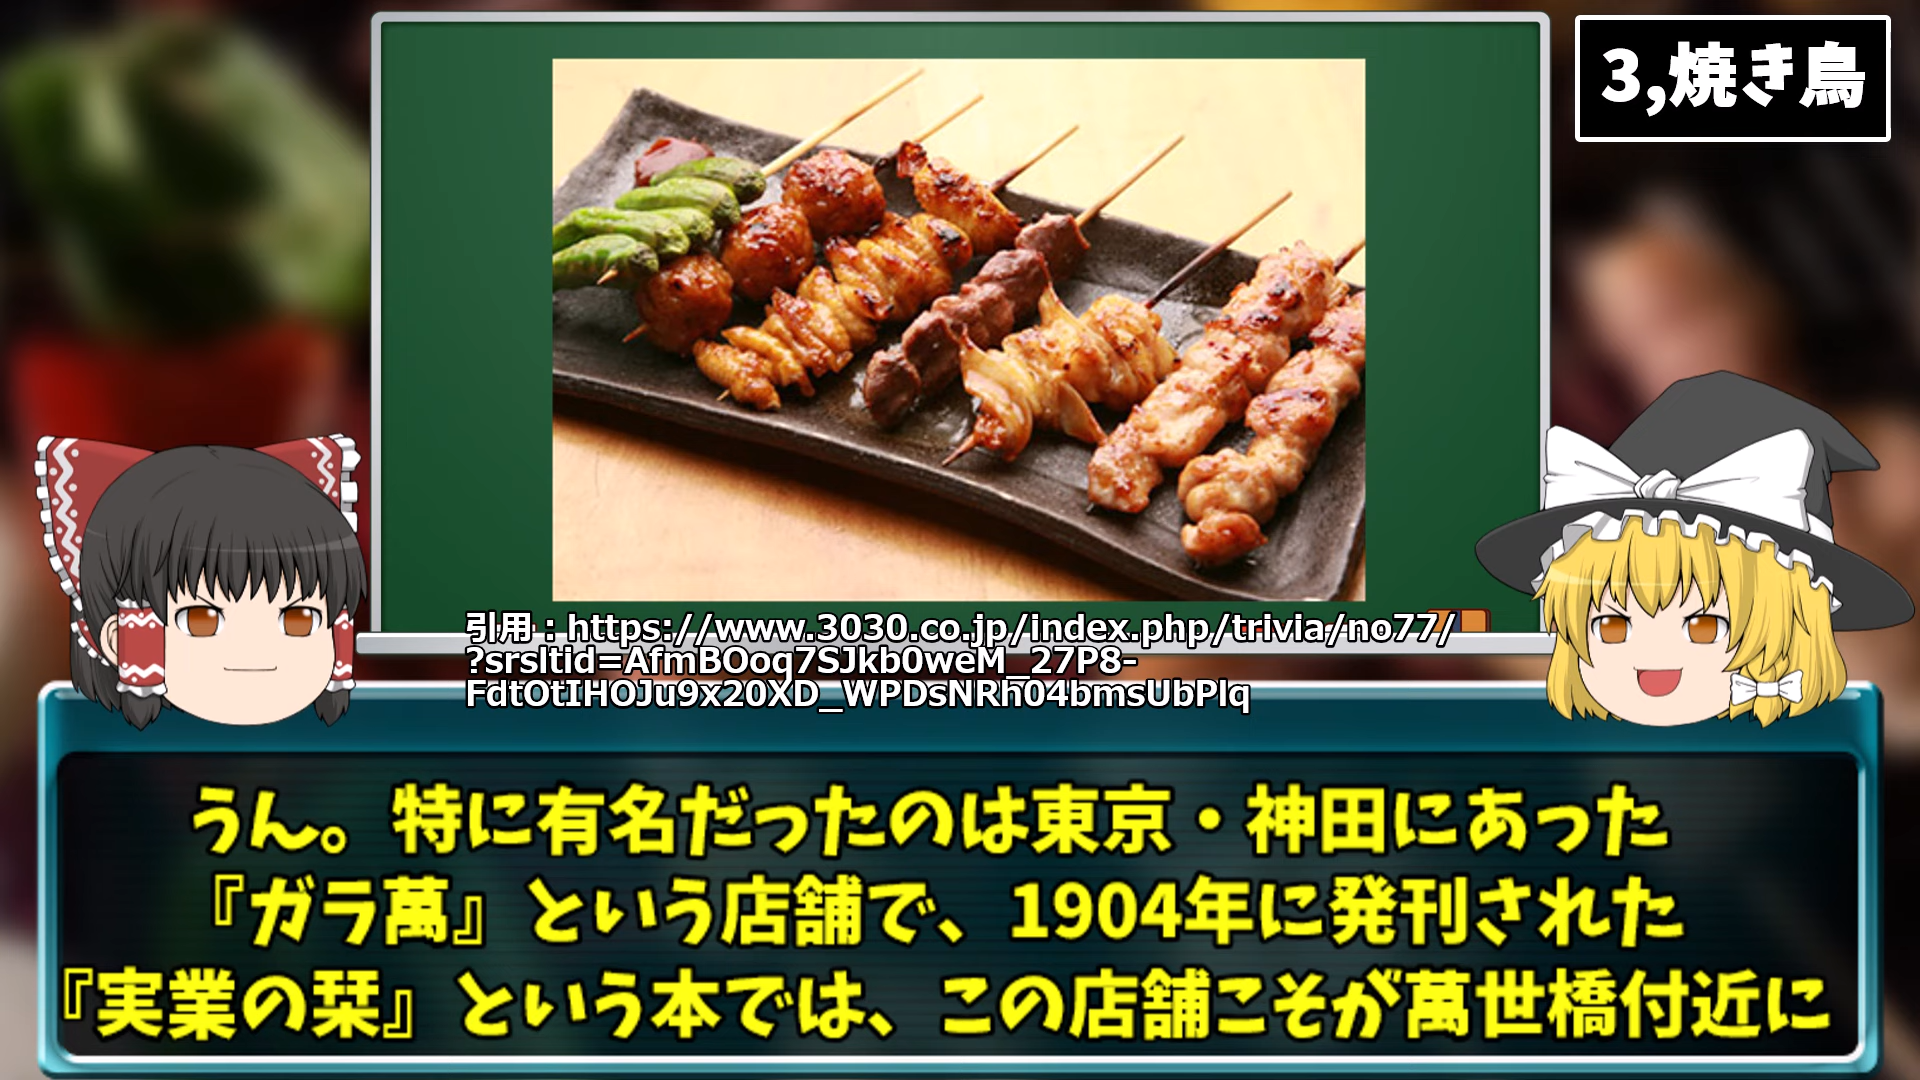 3,焼き鳥
引用：https://www.3030.co.jp/index.php/trivia/no77/
?srsltid=AfmBOoq7SJkb0weM_27P8-
FdtOtIHOJu9x20XD_WPDsNRh04bmsUbPlq
うん。特に有名だったのは東京・神田にあった
『ガラ萬』という店舗で、1904年に発刊された
『実業の栞』という本では、この店舗こそが萬世橋付近に